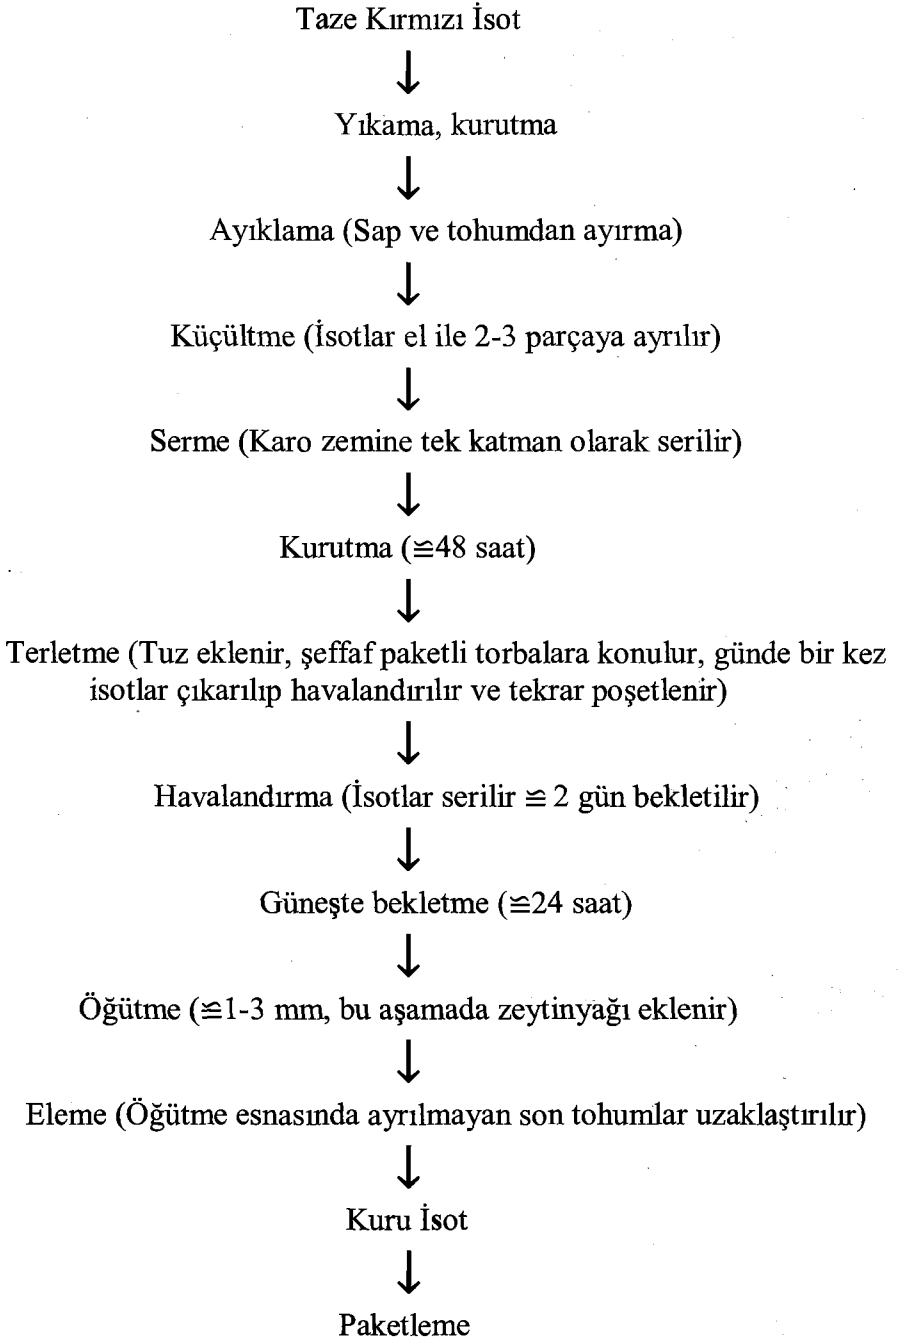 Taze Kırmızı İsot
Yıkama, kurutma
Ayıklama (Sap ve tohumdan ayırma)
Küçültme (İsotlar el ile 2-3 parçaya ayrılır)
Serme (Karo zemine tek katman olarak serilir)
Kurutma (≌48 saat)
Terletme (Tuz eklenir, şeffaf paketli torbalara konulur, günde bir kez
isotlar çıkarılıp havalandırılır ve tekrar poşetlenir)
Havalandırma (İsotlar serilir ≌ 2 gün bekletilir)
Güneşte bekletme (≌24 saat)
Öğütme (≌1-3 mm, bu aşamada zeytinyağı eklenir)
Eleme (Öğütme esnasında ayrılmayan son tohumlar uzaklaştırılır)
Kuru İsot
Paketleme